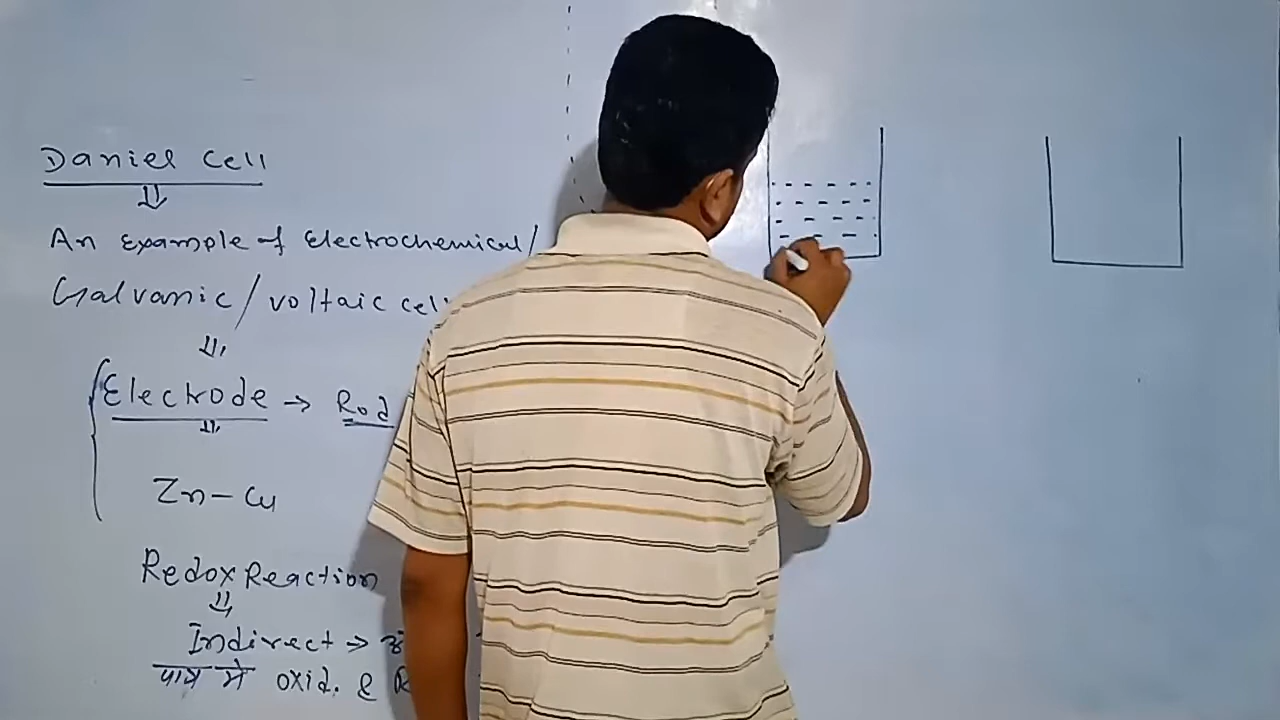 Daniel Cell
An Example of Electrochemical/
Galvanic/Voltaic cell
Electrode → Rod
Zn-Cu
Redox Reaction
Indirect →
पात्र में oxid. &